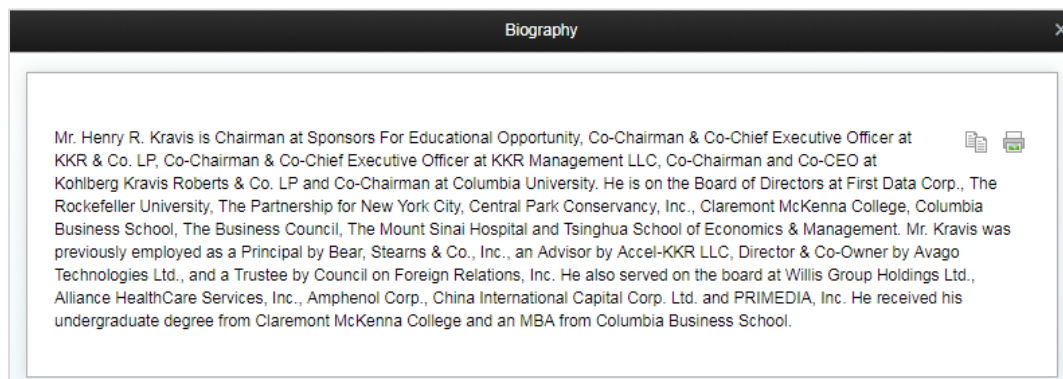 Biography
Mr. Henry R. Kravis is Chairman at Sponsors For Educational Opportunity, Co-Chairman & Co-Chief Executive Officer at
KKR & Co. LP, Co-Chairman & Co-Chief Executive Officer at KKR Management LLC, Co-Chairman and Co-CEO at
Kohlberg Kravis Roberts & Co. LP and Co-Chairman at Columbia University. He is on the Board of Directors at First Data Corp., The
Rockefeller University, The Partnership for New York City, Central Park Conservancy, Inc., Claremont McKenna College, Columbia
Business School, The Business Council, The Mount Sinai Hospital and Tsinghua School of Economics & Management. Mr. Kravis was
previously employed as a Principal by Bear, Stearns & Co., Inc., an Advisor by Accel-KKR LLC, Director & Co-Owner by Avago
Technologies Ltd., and a Trustee by Council on Foreign Relations, Inc. He also served on the board at Willis Group Holdings Ltd.,
Alliance HealthCare Services, Inc., Amphenol Corp., China International Capital Corp. Ltd. and PRIMEDIA, Inc. He received his
undergraduate degree from Claremont McKenna College and an MBA from Columbia Business School.